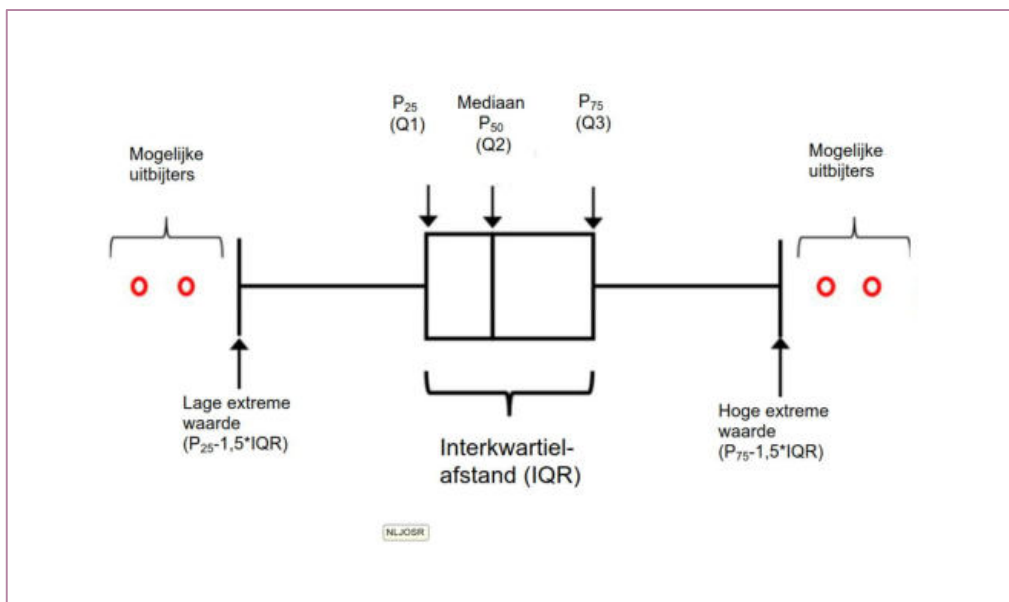 P25
(Q1)
Mediaan
P50
(Q2)
P75
(Q3)
Mogelijke
uitbijters
Mogelijke
uitbijters
Lage extreme
waarde
(P25-1,5*IQR)
Interkwartiel-
afstand (IQR)
Hoge extreme
waarde
(P75-1,5*IQR)
NLJOSR